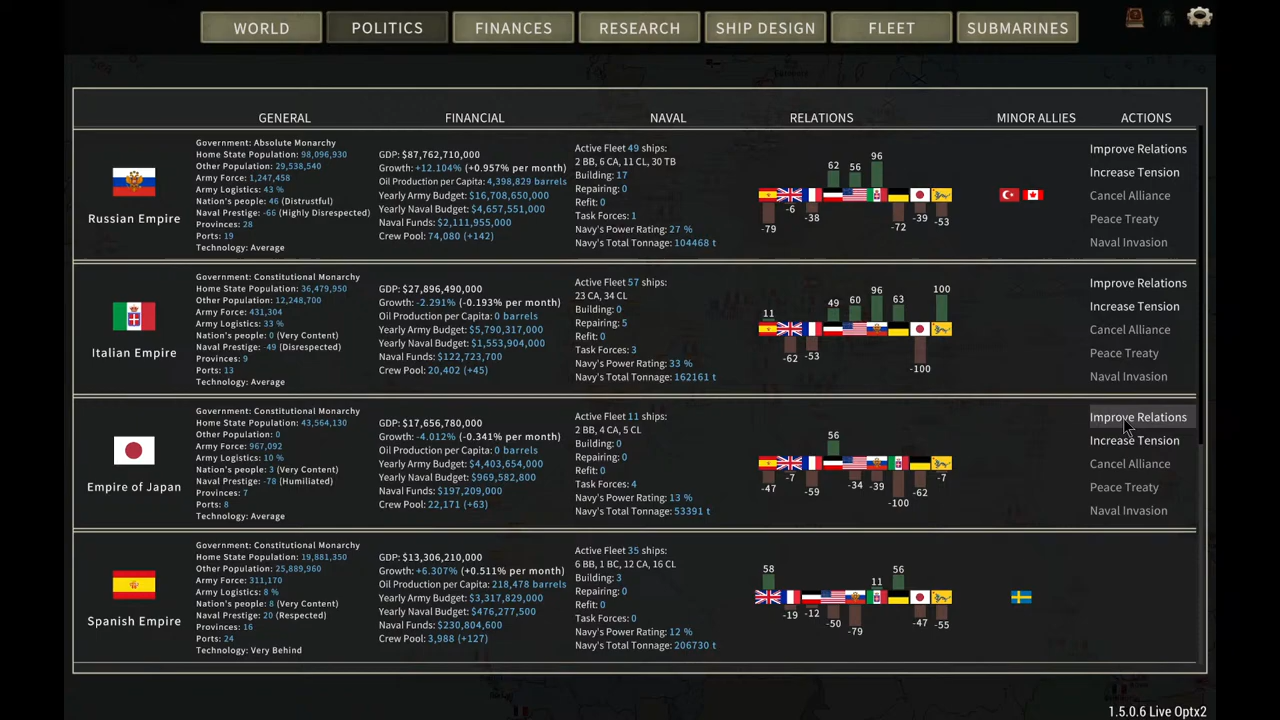 WORLD POLITICS FINANCES RESEARCH SHIP DESIGN FLEET SUBMARINES
GENERAL FINANCIAL NAVAL RELATIONS MINOR ALLIES ACTIONS
Russian Empire
Government: Absolute Monarchy
Home State Population: 98,096,930
Other Population: 29,538,540
Army Force: 1,247,458
Army Logistics: 43 %
Nation's people: 46 (Distrustful)
Naval Prestige: -66 (Highly Disrespected)
Provinces: 28
Ports: 19
Technology: Average
GDP: $87,762,710,000
Growth: +12.104% (+0.957% per month)
Oil Production per Capita: 4,398,829 barrels
Yearly Army Budget: $16,708,650,000
Yearly Naval Budget: $4,657,551,000
Naval Funds: $2,111,955,000
Crew Pool: 74,080 (+142)
Active Fleet 49 ships:
2 BB, 6 CA, 11 CL, 30 TB
Building: 17
Repairing: 0
Refit: 0
Task Forces: 1
Navy's Power Rating: 27 %
Navy's Total Tonnage: 104468 t
62 56 96
-79 -6 -38 -72 -39 -53
Improve Relations
Increase Tension
Cancel Alliance
Peace Treaty
Naval Invasion
Italian Empire
Government: Constitutional Monarchy
Home State Population: 36,479,950
Other Population: 12,248,700
Army Force: 431,304
Army Logistics: 33 %
Nation's people: 0 (Very Content)
Naval Prestige: -49 (Disrespected)
Provinces: 9
Ports: 13
Technology: Average
GDP: $27,896,490,000
Growth: -2.291% (-0.193% per month)
Oil Production per Capita: 0 barrels
Yearly Army Budget: $5,790,317,000
Yearly Naval Budget: $1,553,904,000
Naval Funds: $122,723,700
Crew Pool: 20,402 (+45)
Active Fleet 57 ships:
23 CA, 34 CL
Building: 0
Repairing: 5
Refit: 0
Task Forces: 3
Navy's Power Rating: 33 %
Navy's Total Tonnage: 162161 t
11 49 60 96 63 100
-62 -53 -100
Improve Relations
Increase Tension
Cancel Alliance
Peace Treaty
Naval Invasion
Empire of Japan
Government: Constitutional Monarchy
Home State Population: 43,564,130
Other Population: 0
Army Force: 967,092
Army Logistics: 10 %
Nation's people: 3 (Very Content)
Naval Prestige: -78 (Humiliated)
Provinces: 7
Ports: 8
Technology: Average
GDP: $17,656,780,000
Growth: -4.012% (-0.341% per month)
Oil Production per Capita: 0 barrels
Yearly Army Budget: $4,403,654,000
Yearly Naval Budget: $969,582,800
Naval Funds: $197,209,000
Crew Pool: 22,171 (+63)
Active Fleet 11 ships:
2 BB, 4 CA, 5 CL
Building: 0
Repairing: 0
Refit: 0
Task Forces: 4
Navy's Power Rating: 13 %
Navy's Total Tonnage: 53391 t
56
-47 -7 -59 -34 -39 -100 -62 -7
Improve Relations
Increase Tension
Cancel Alliance
Peace Treaty
Naval Invasion
Spanish Empire
Government: Constitutional Monarchy
Home State Population: 19,881,350
Other Population: 25,889,960
Army Force: 311,170
Army Logistics: 8 %
Nation's people: 8 (Very Content)
Naval Prestige: 20 (Respected)
Provinces: 16
Ports: 24
Technology: Very Behind
GDP: $13,306,210,000
Growth: +6.307% (+0.511% per month)
Oil Production per Capita: 218,478 barrels
Yearly Army Budget: $3,317,829,000
Yearly Naval Budget: $476,277,500
Naval Funds: $230,804,600
Crew Pool: 3,988 (+127)
Active Fleet 35 ships:
6 BB, 1 BC, 12 CA, 16 CL
Building: 3
Repairing: 0
Refit: 0
Task Forces: 0
Navy's Power Rating: 12 %
Navy's Total Tonnage: 206730 t
58 11 56
-19 -12 -50 -79 -47 -55
Improve Relations
Increase Tension
Cancel Alliance
Peace Treaty
Naval Invasion
1.5.0.6 Live Optx2